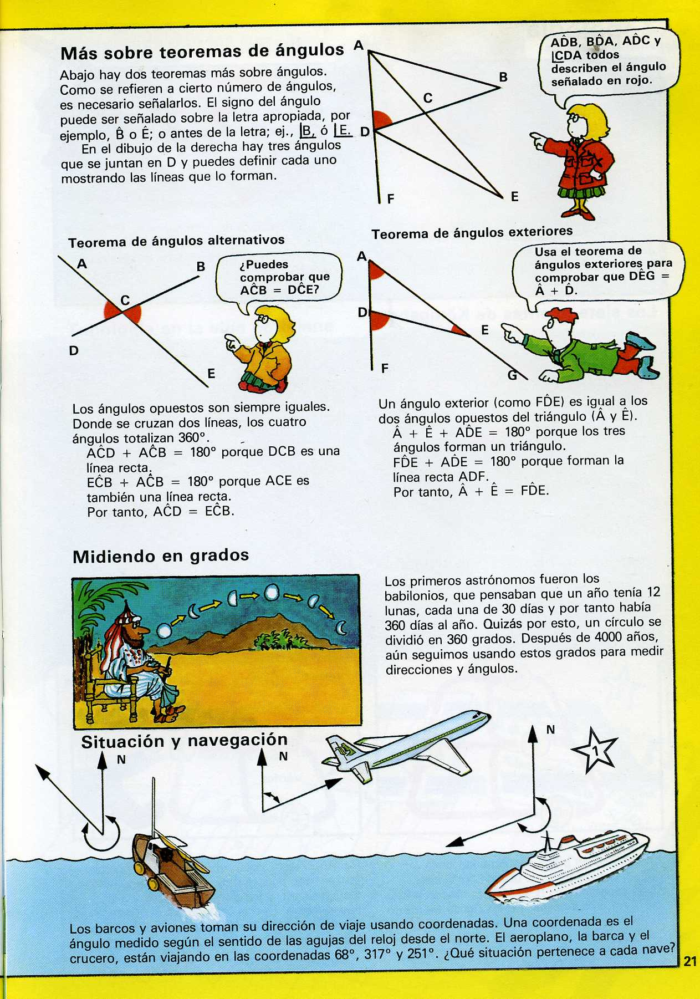 Más sobre teoremas de ángulos
Abajo hay dos teoremas más sobre ángulos.
Como se refieren a cierto número de ángulos,
es necesario señalarlos. El signo del ángulo
puede ser señalado sobre la letra apropiada, por
ejemplo, B̂ o Ê; o antes de la letra; ej., |B, ó |E.
En el dibujo de la derecha hay tres ángulos
que se juntan en D y puedes definir cada uno
mostrando las líneas que lo forman.
A
B
C
D
E
F
AD̂B, BD̂A, AD̂C y
|CDA todos
describen el ángulo
señalado en rojo.
Teorema de ángulos alternativos
A
B
C
D
E
¿Puedes
comprobar que
AĈB = DĈE?
Los ángulos opuestos son siempre iguales.
Donde se cruzan dos líneas, los cuatro
ángulos totalizan 360°.
AĈD + AĈB = 180° porque DCB es una
línea recta.
EĈB + AĈB = 180° porque ACE es
también una línea recta.
Por tanto, AĈD = EĈB.
Teorema de ángulos exteriores
A
D
E
F
G
Usa el teorema de
ángulos exteriores para
comprobar que DÊG =
Â + D̂.
Un ángulo exterior (como FD̂E) es igual a los
dos ángulos opuestos del triángulo (Â y Ê).
Â + Ê + AD̂E = 180° porque los tres
ángulos forman un triángulo.
FD̂E + AD̂E = 180° porque forman la
línea recta ADF.
Por tanto, Â + Ê = FD̂E.
Midiendo en grados
Los primeros astrónomos fueron los
babilonios, que pensaban que un año tenía 12
lunas, cada una de 30 días y por tanto había
360 días al año. Quizás por esto, un círculo se
dividió en 360 grados. Después de 4000 años,
aún seguimos usando estos grados para medir
direcciones y ángulos.
Situación y navegación
N
N
N
1
Los barcos y aviones toman su dirección de viaje usando coordenadas. Una coordenada es el
ángulo medido según el sentido de las agujas del reloj desde el norte. El aeroplano, la barca y el
crucero, están viajando en las coordenadas 68°, 317° y 251°. ¿Qué situación pertenece a cada nave?
21